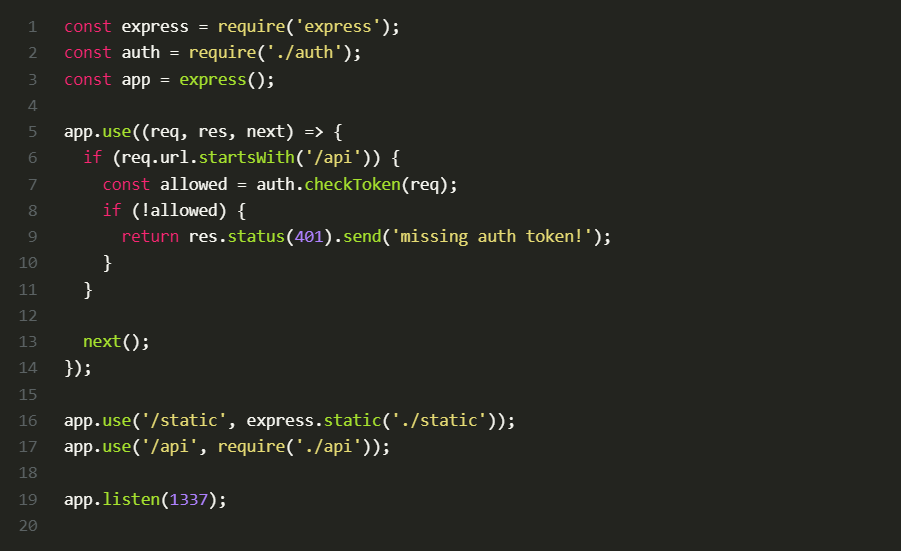 1 const express = require('express');
2 const auth = require('./auth');
3 const app = express();
4
5 app.use((req, res, next) => {
6   if (req.url.startsWith('/api')) {
7     const allowed = auth.checkToken(req);
8     if (!allowed) {
9       return res.status(401).send('missing auth token!');
10     }
11   }
12
13   next();
14 });
15
16 app.use('/static', express.static('./static'));
17 app.use('/api', require('./api'));
18
19 app.listen(1337);
20